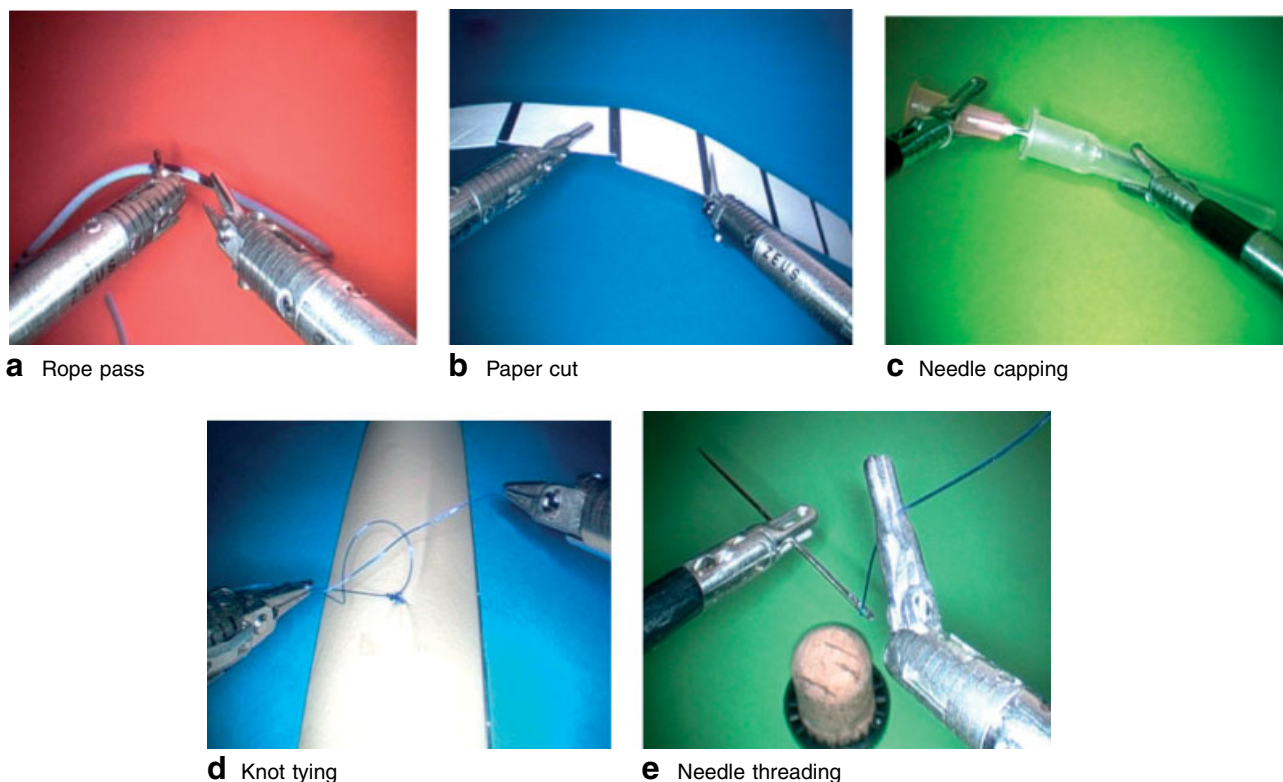 ZEUS
ZEUS
a Rope pass
b Paper cut
c Needle capping
d Knot tying
e Needle threading